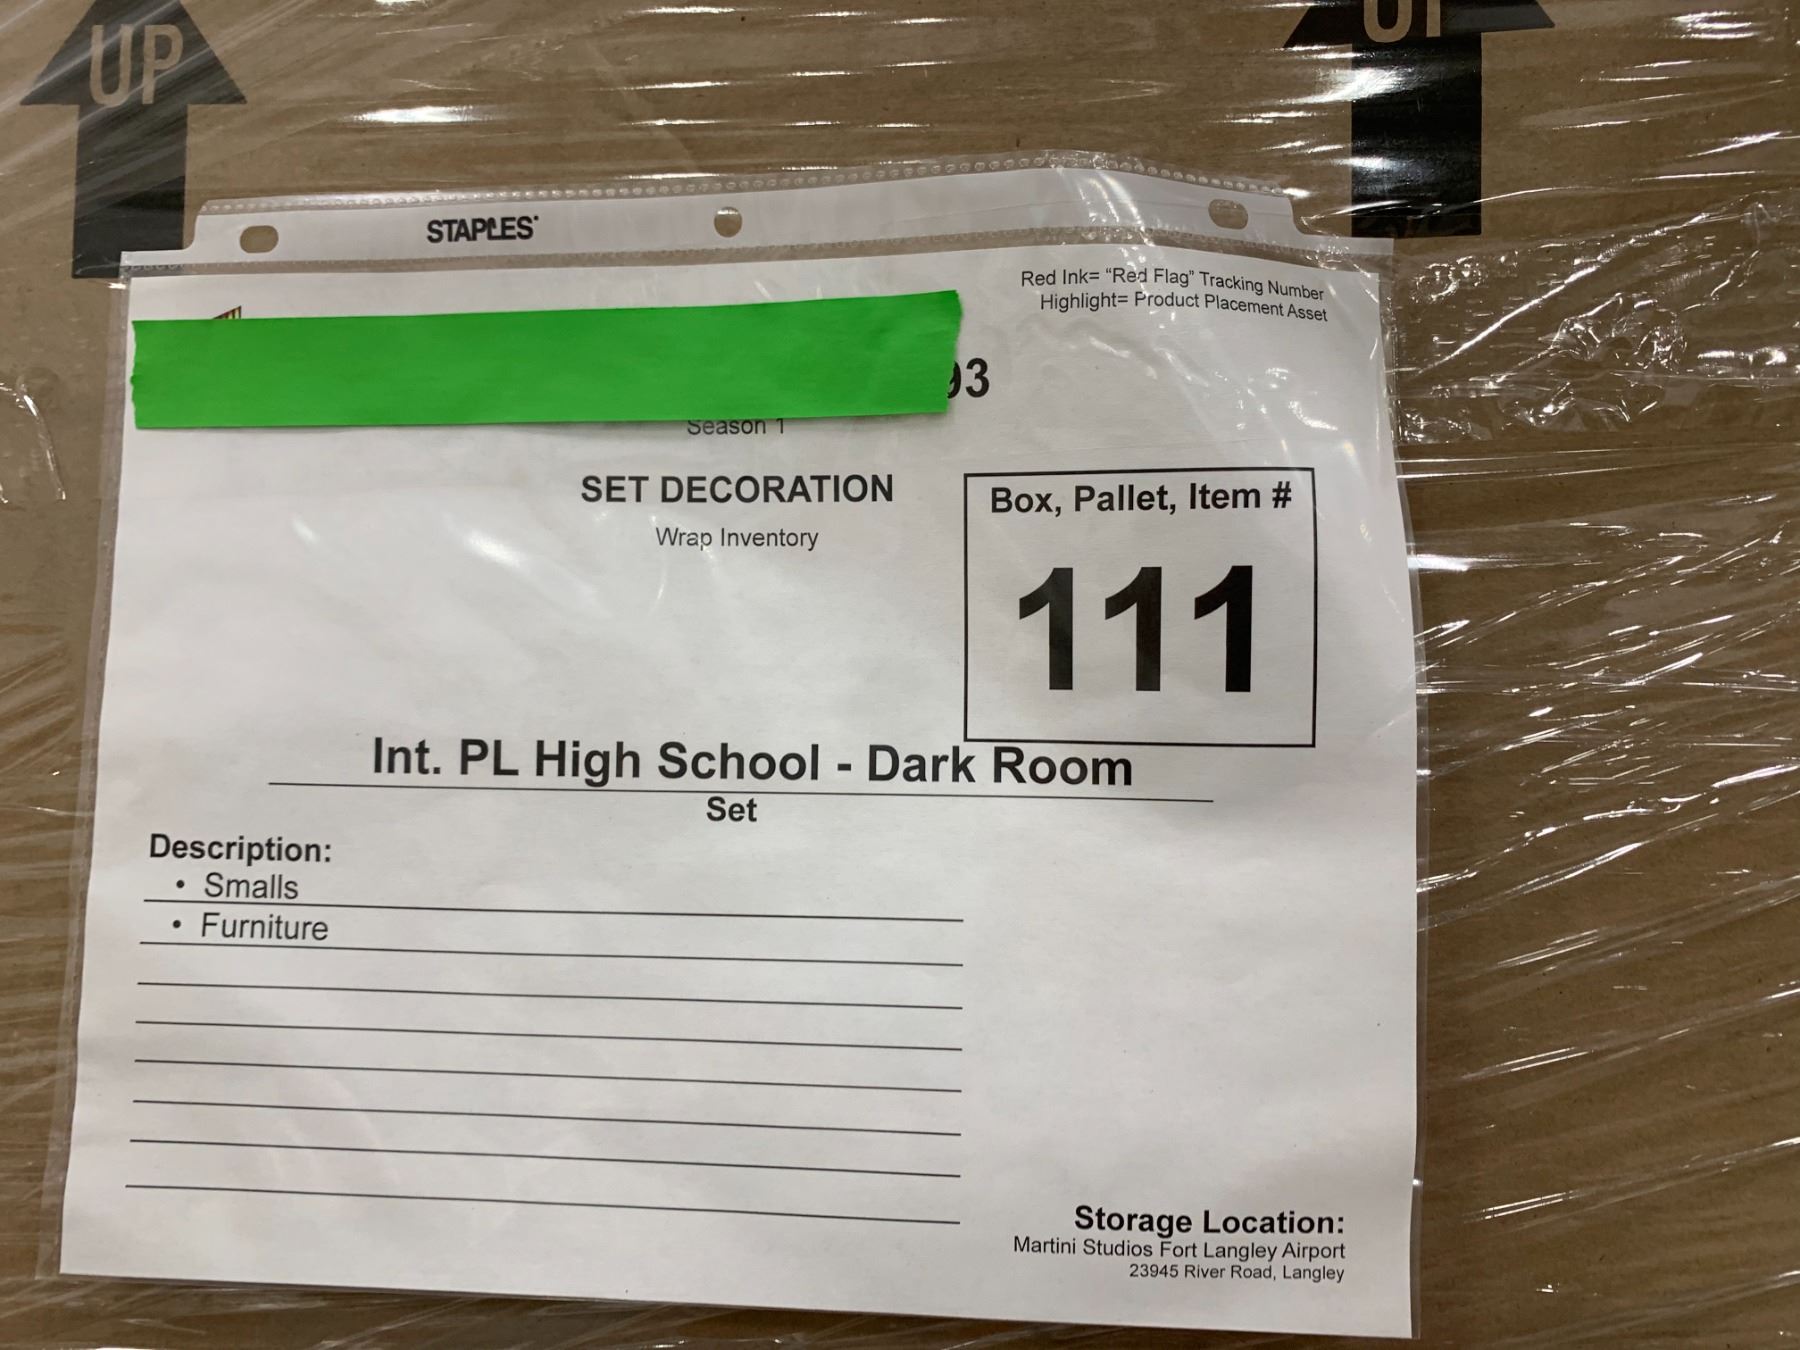 UP
STAPLES
Red Ink= "Red Flag" Tracking Number
Highlight= Product Placement Asset
93
Season 1
SET DECORATION
Wrap Inventory
Box, Pallet, Item #
111
Int. PL High School - Dark Room
Set
Description:
• Smalls
• Furniture
Storage Location:
Martini Studios Fort Langley Airport
23945 River Road, Langley